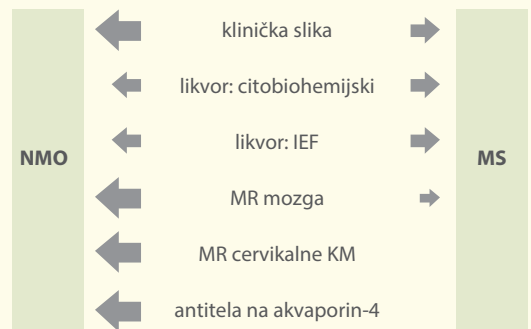 klinička slika
likvor: citobiohemijski
likvor: IEF
NMO
MS
MR mozga
MR cervikalne KM
antitela na akvaporin-4